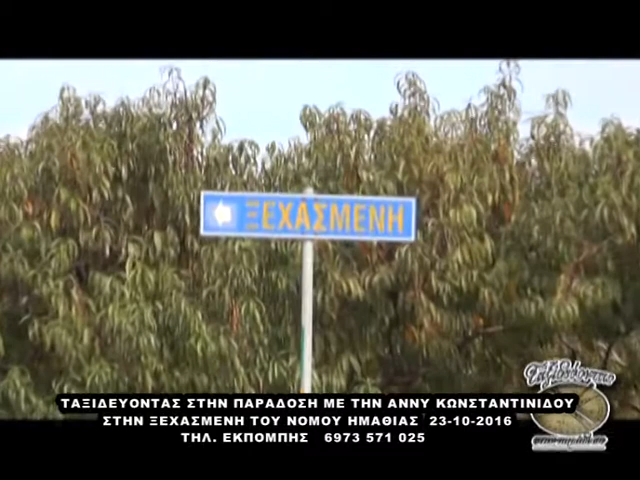 ΞΕΧΑΣΜΕΝΗ
ΤΑΞΙΔΕΥΟΝΤΑΣ ΣΤΗΝ ΠΑΡΑΔΟΣΗ ΜΕ ΤΗΝ ΑΝΝΥ ΚΩΝΣΤΑΝΤΙΝΙΔΟΥ
ΣΤΗΝ ΞΕΧΑΣΜΕΝΗ ΤΟΥ ΝΟΜΟΥ ΗΜΑΘΙΑΣ 23-10-2016
ΤΗΛ. ΕΚΠΟΜΠΗΣ 6973 571 025